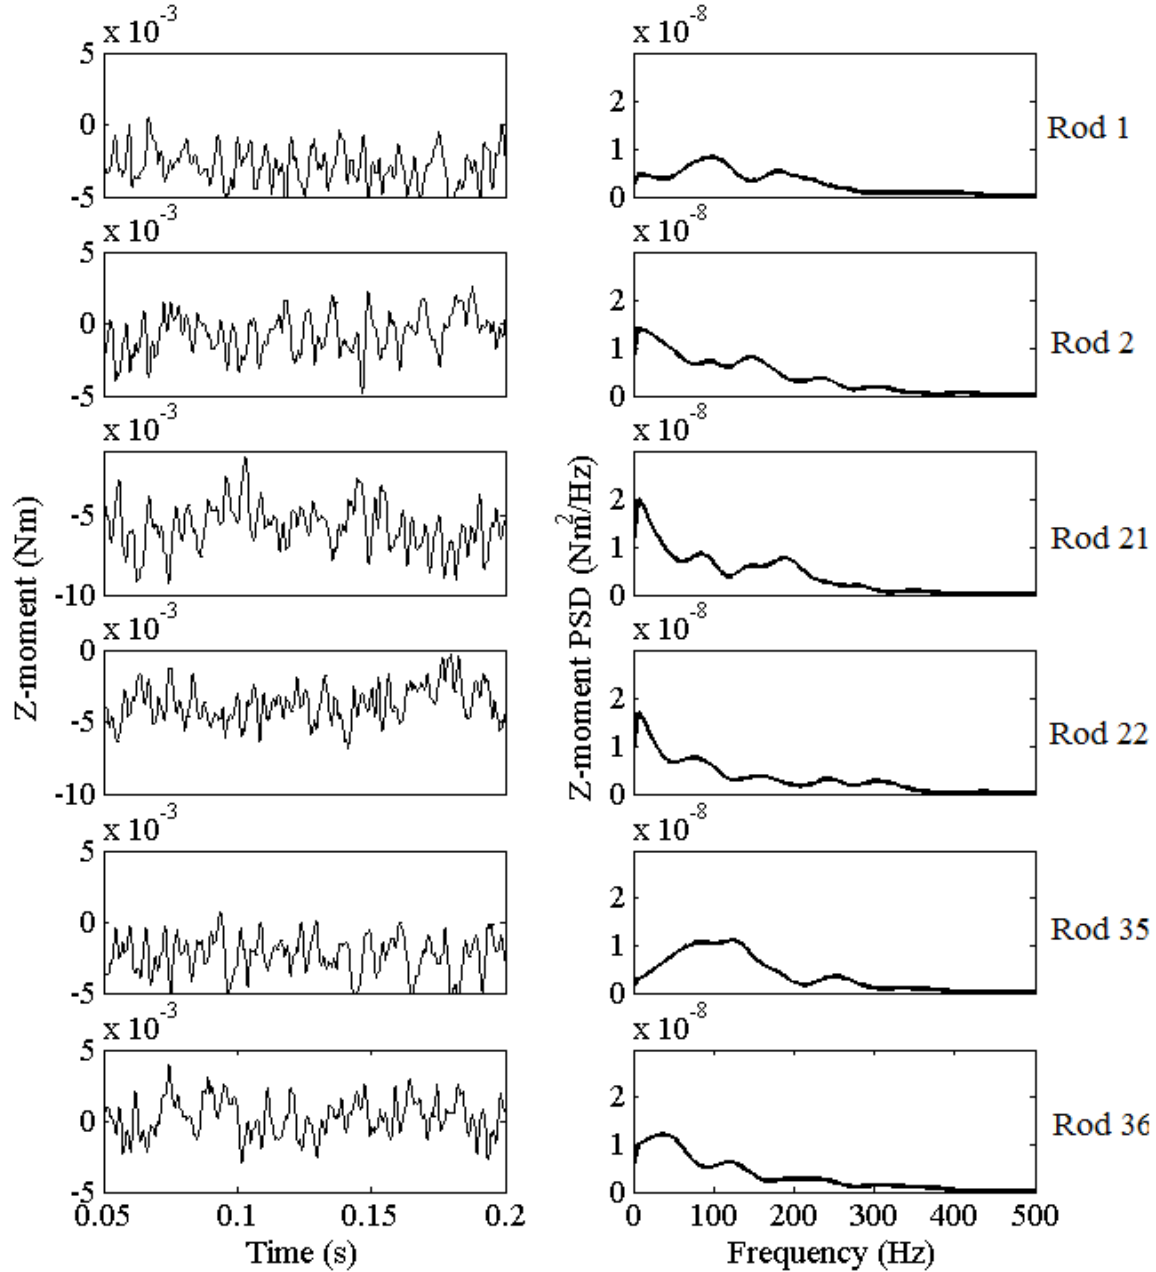 x 10-3
x 10-8
5
0
-5
2
1
0
Rod 1
x 10-3
x 10-8
5
0
-5
2
1
0
Rod 2
x 10-3
x 10-8
-5
-10
2
1
0
Rod 21
x 10-3
x 10-8
0
-5
-10
2
1
0
Rod 22
x 10-3
x 10-8
5
0
-5
2
1
0
Rod 35
x 10-3
x 10-8
5
0
-5
2
1
0
Rod 36
0.05 0.1 0.15 0.2
0 100 200 300 400 500
Time (s)
Frequency (Hz)
Z-moment (Nm)
Z-moment PSD (Nm2/Hz)